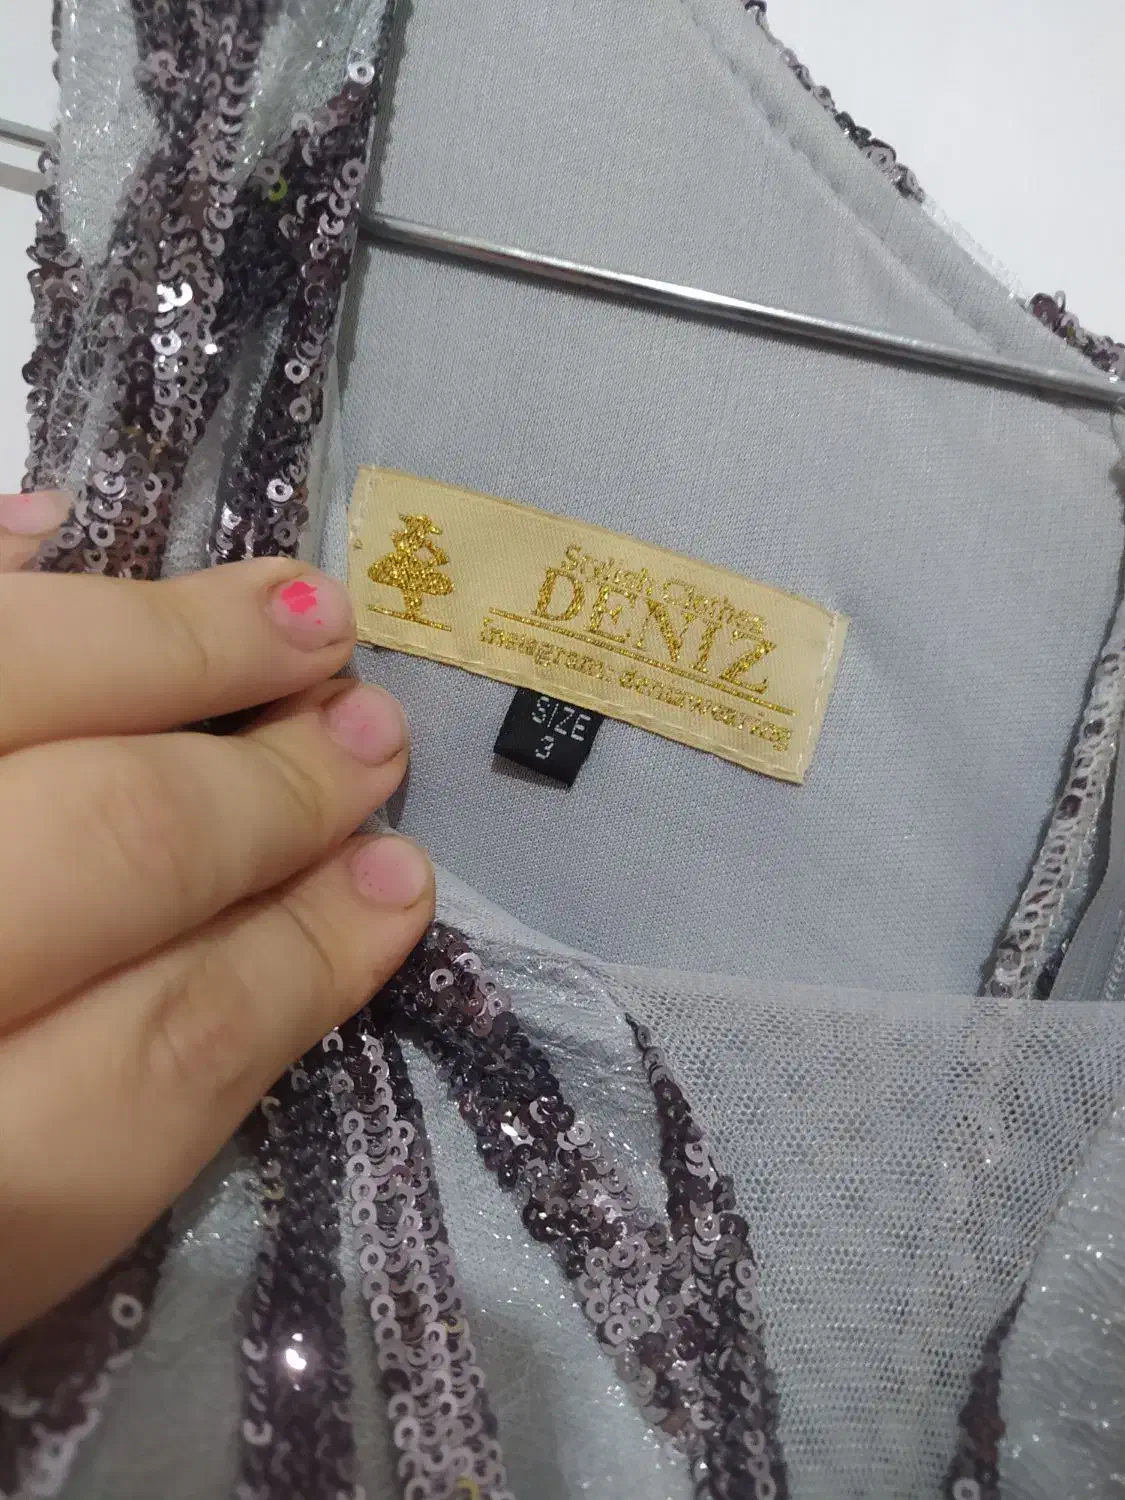 Stylish Clothes
DENIZ
instagram: denizwearing
SIZE
3